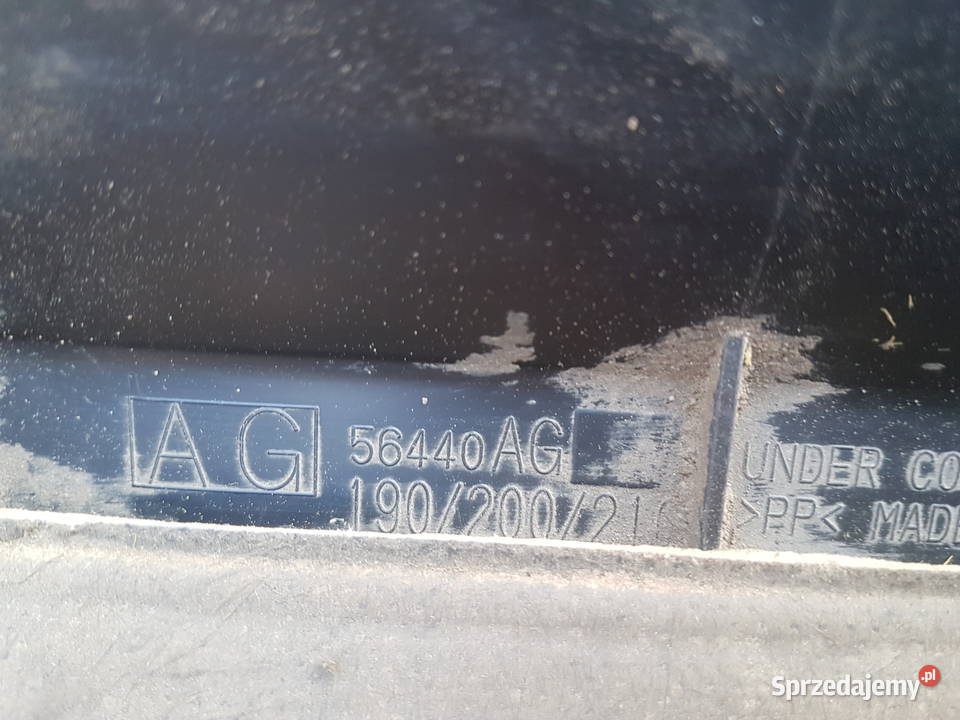 AG 56440AG UNDER CO
190/200/21 >PP< MADE
Sprzedajemy.pl